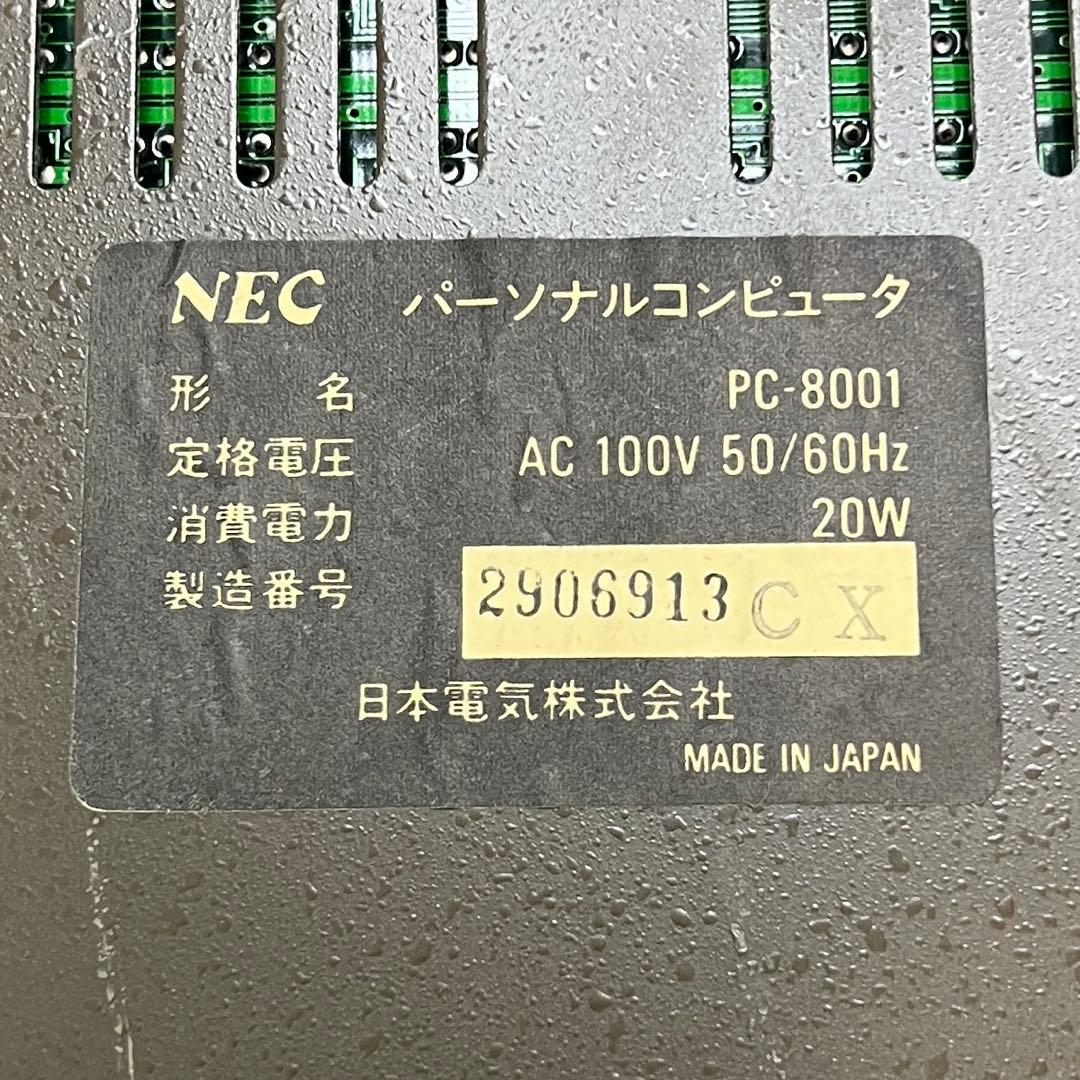 NEC パーソナルコンピュータ
形名 PC-8001
定格電圧 AC 100V 50/60Hz
消費電力 20W
製造番号 2906913 C X
日本電気株式会社
MADE IN JAPAN